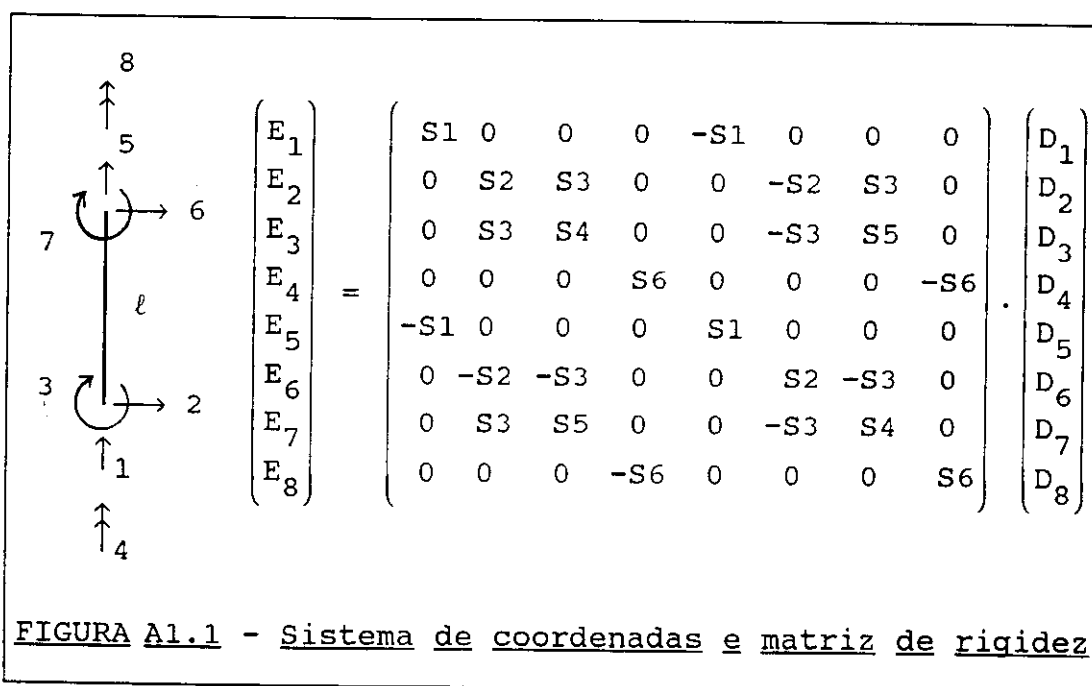 8
5
6
7
ℓ
3
2
1
4
E1 S1 0 0 0 -S1 0 0 0 D1
E2 0 S2 S3 0 0 -S2 S3 0 D2
E3 0 S3 S4 0 0 -S3 S5 0 D3
E4 = 0 0 0 S6 0 0 0 -S6 . D4
E5 -S1 0 0 0 S1 0 0 0 D5
E6 0 -S2 -S3 0 0 S2 -S3 0 D6
E7 0 S3 S5 0 0 -S3 S4 0 D7
E8 0 0 0 -S6 0 0 0 S6 D8
FIGURA A1.1 - Sistema de coordenadas e matriz de rigidez